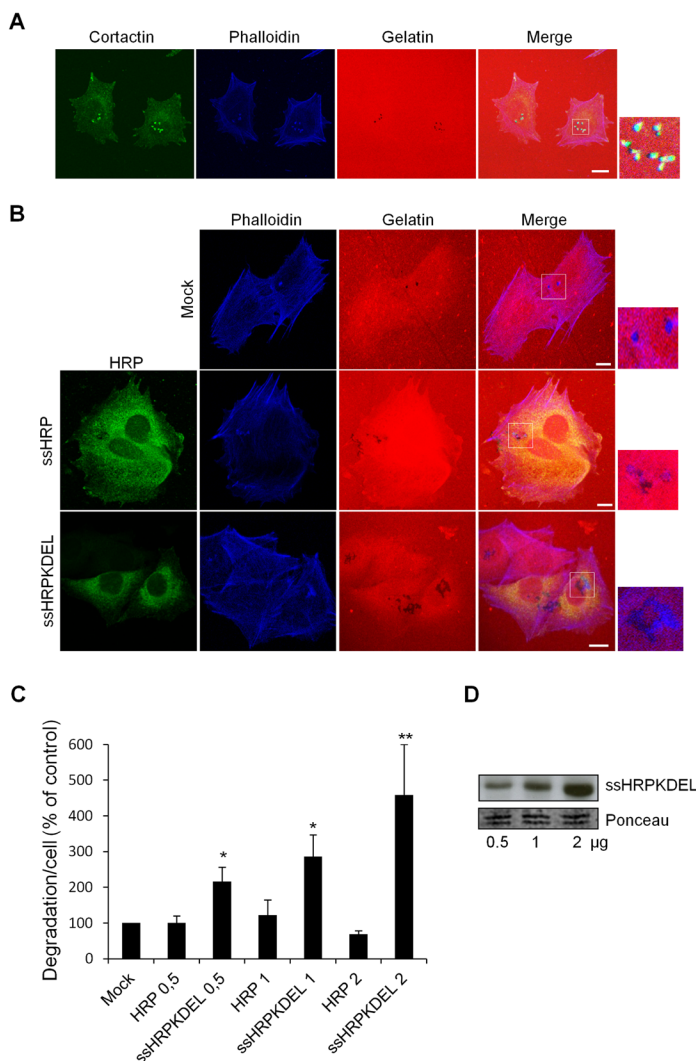 A
Cortactin Phalloidin Gelatin Merge
B
Phalloidin Gelatin Merge
Mock
HRP
ssHRP
ssHRPKDEL
C
Degradation/cell (% of control)
600
500
400
300
200
100
0
* * **
Mock
HRP 0,5
ssHRPKDEL 0,5
HRP 1
ssHRPKDEL 1
HRP 2
ssHRPKDEL 2
D
ssHRPKDEL
Ponceau
0.5 1 2 µg